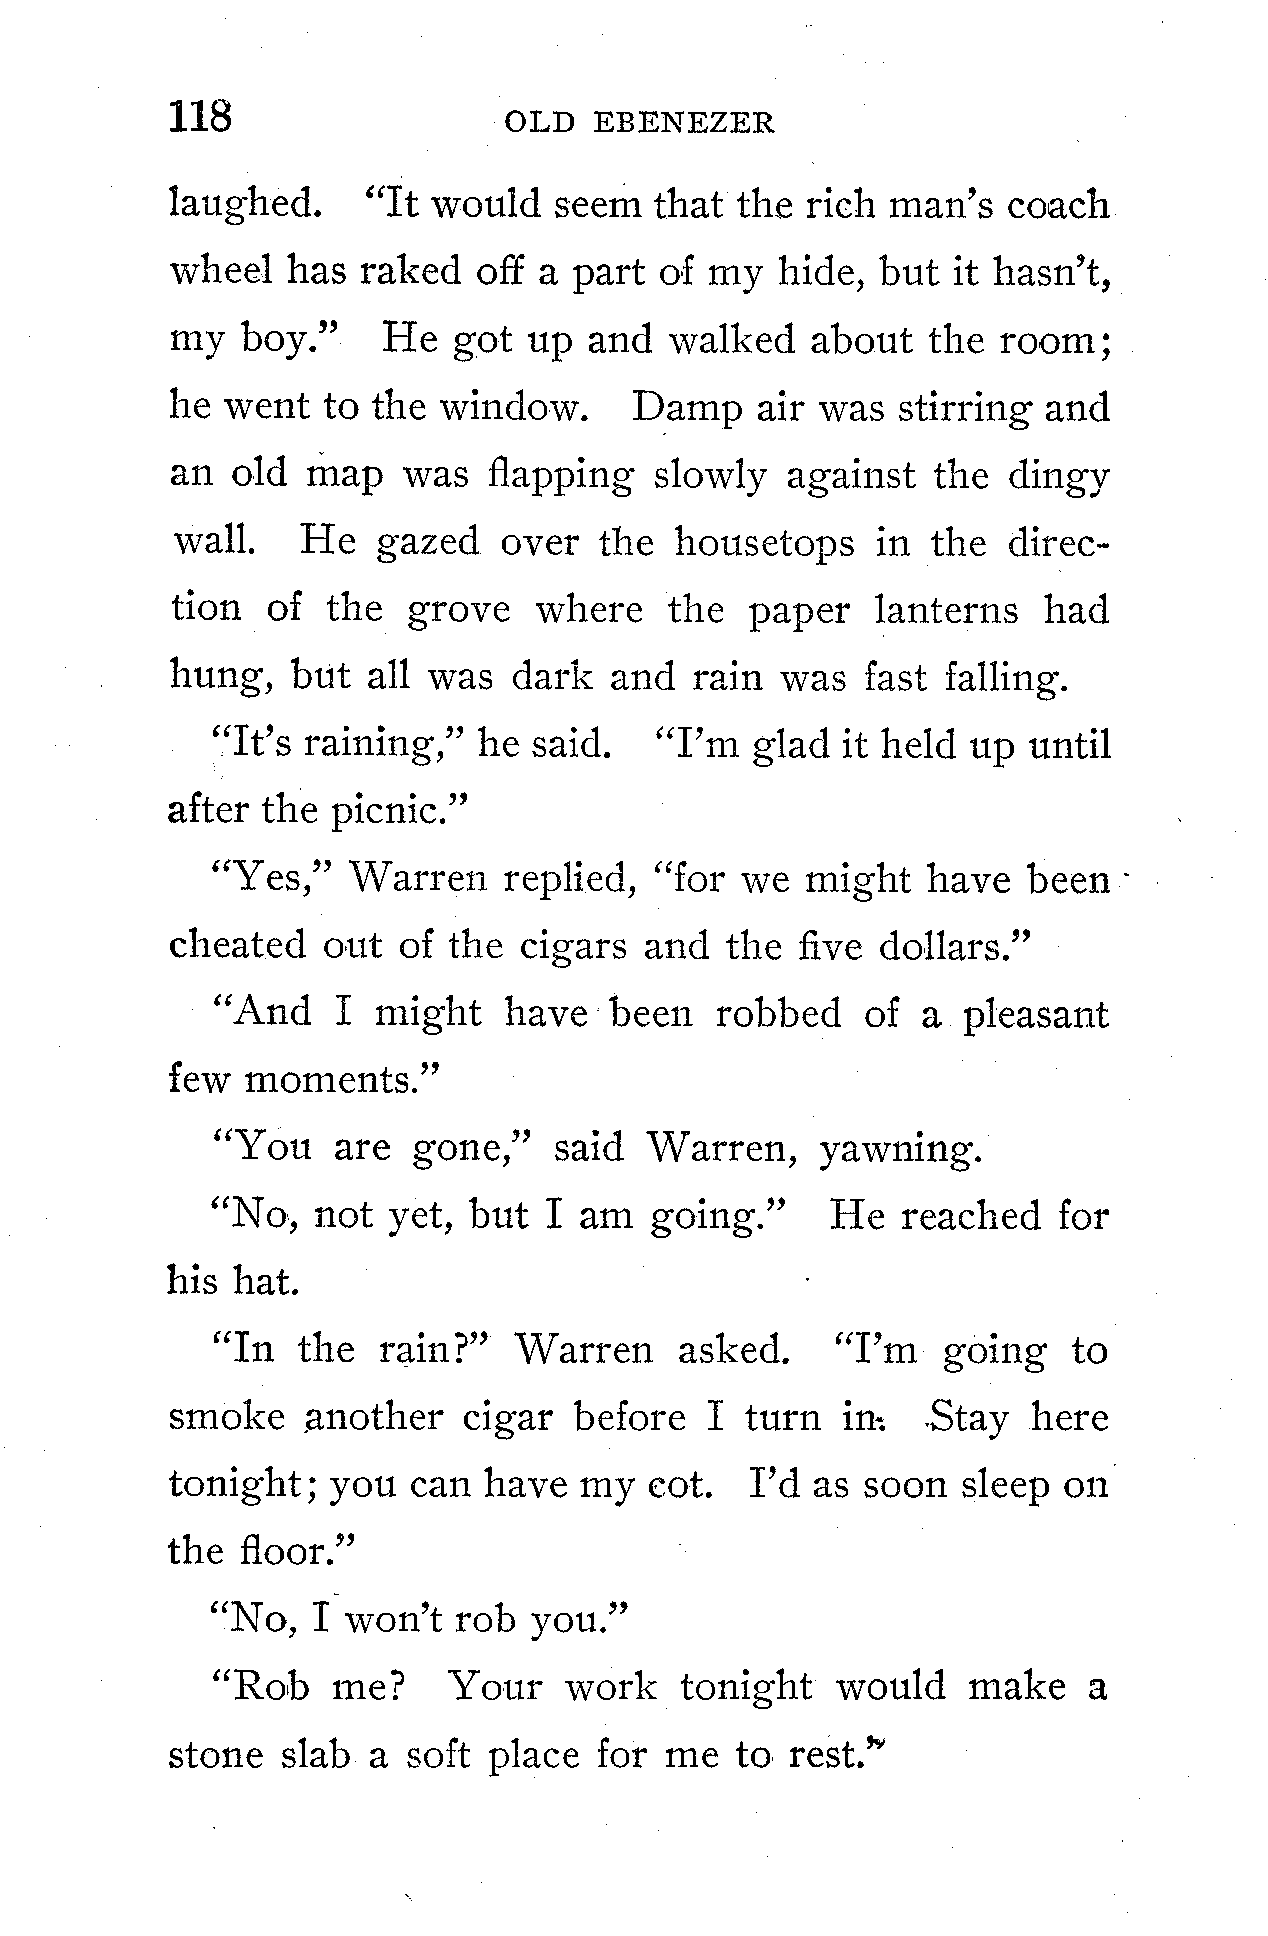 118 OLD EBENEZER
laughed. “It would seem that the rich man’s coach
wheel has raked off a part of my hide, but it hasn’t,
my boy.” He got up and walked about the room;
he went to the window. Damp air was stirring and
an old map was flapping slowly against the dingy
wall. He gazed over the housetops in the direc-
tion of the grove where the paper lanterns had
hung, but all was dark and rain was fast falling.
“It’s raining,” he said. “I’m glad it held up until
after the picnic.”
“Yes,” Warren replied, “for we might have been
cheated out of the cigars and the five dollars.”
“And I might have been robbed of a pleasant
few moments.”
“You are gone,” said Warren, yawning.
“No, not yet, but I am going.” He reached for
his hat.
“In the rain?” Warren asked. “I’m going to
smoke another cigar before I turn in. Stay here
tonight; you can have my cot. I’d as soon sleep on
the floor.”
“No, I won’t rob you.”
“Rob me? Your work tonight would make a
stone slab a soft place for me to rest.”